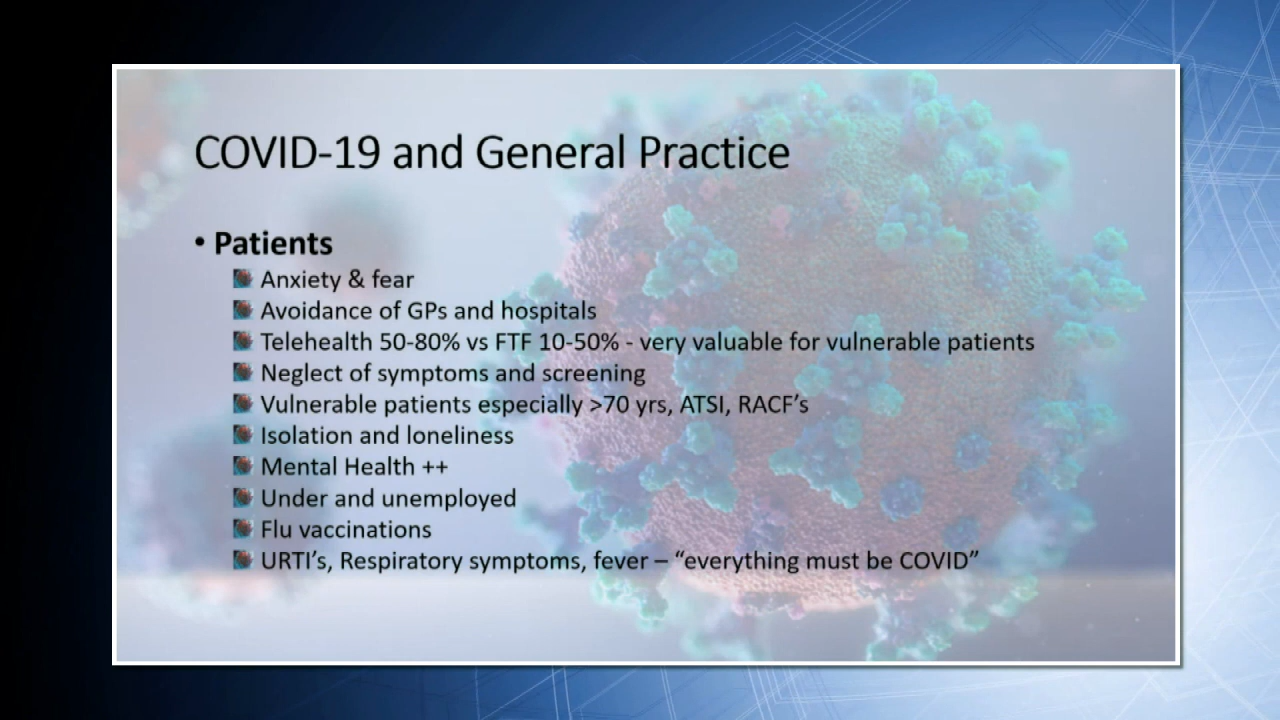 COVID-19 and General Practice
• Patients
Anxiety & fear
Avoidance of GPs and hospitals
Telehealth 50-80% vs FTF 10-50% - very valuable for vulnerable patients
Neglect of symptoms and screening
Vulnerable patients especially >70 yrs, ATSI, RACF’s
Isolation and loneliness
Mental Health ++
Under and unemployed
Flu vaccinations
URTI’s, Respiratory symptoms, fever – “everything must be COVID”